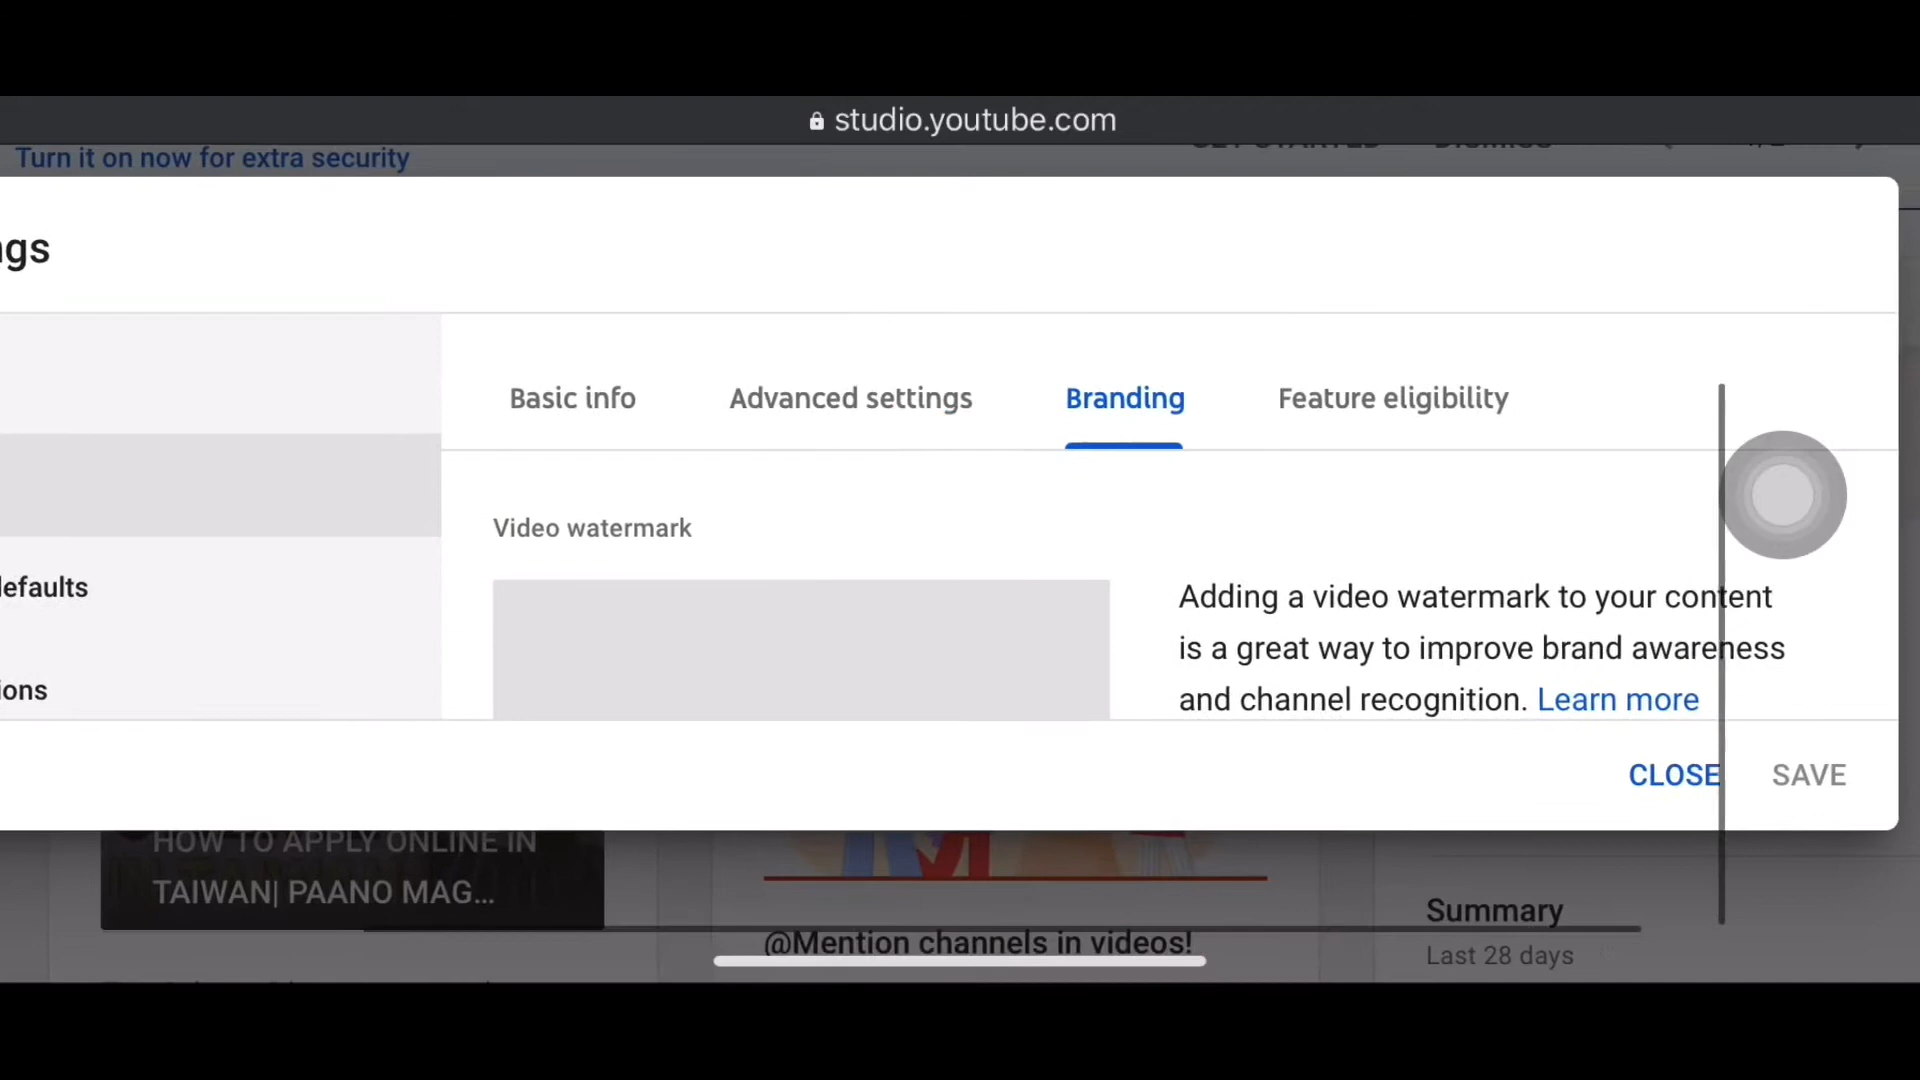 studio.youtube.com
Turn it on now for extra security
ngs
Basic info
Advanced settings
Branding
Feature eligibility
Video watermark
efaults
ions
Adding a video watermark to your content
is a great way to improve brand awareness
and channel recognition. Learn more
CLOSE
SAVE
HOW TO APPLY ONLINE IN
TAIWAN| PAANO MAG...
@Mention channels in videos!
Summary
Last 28 days